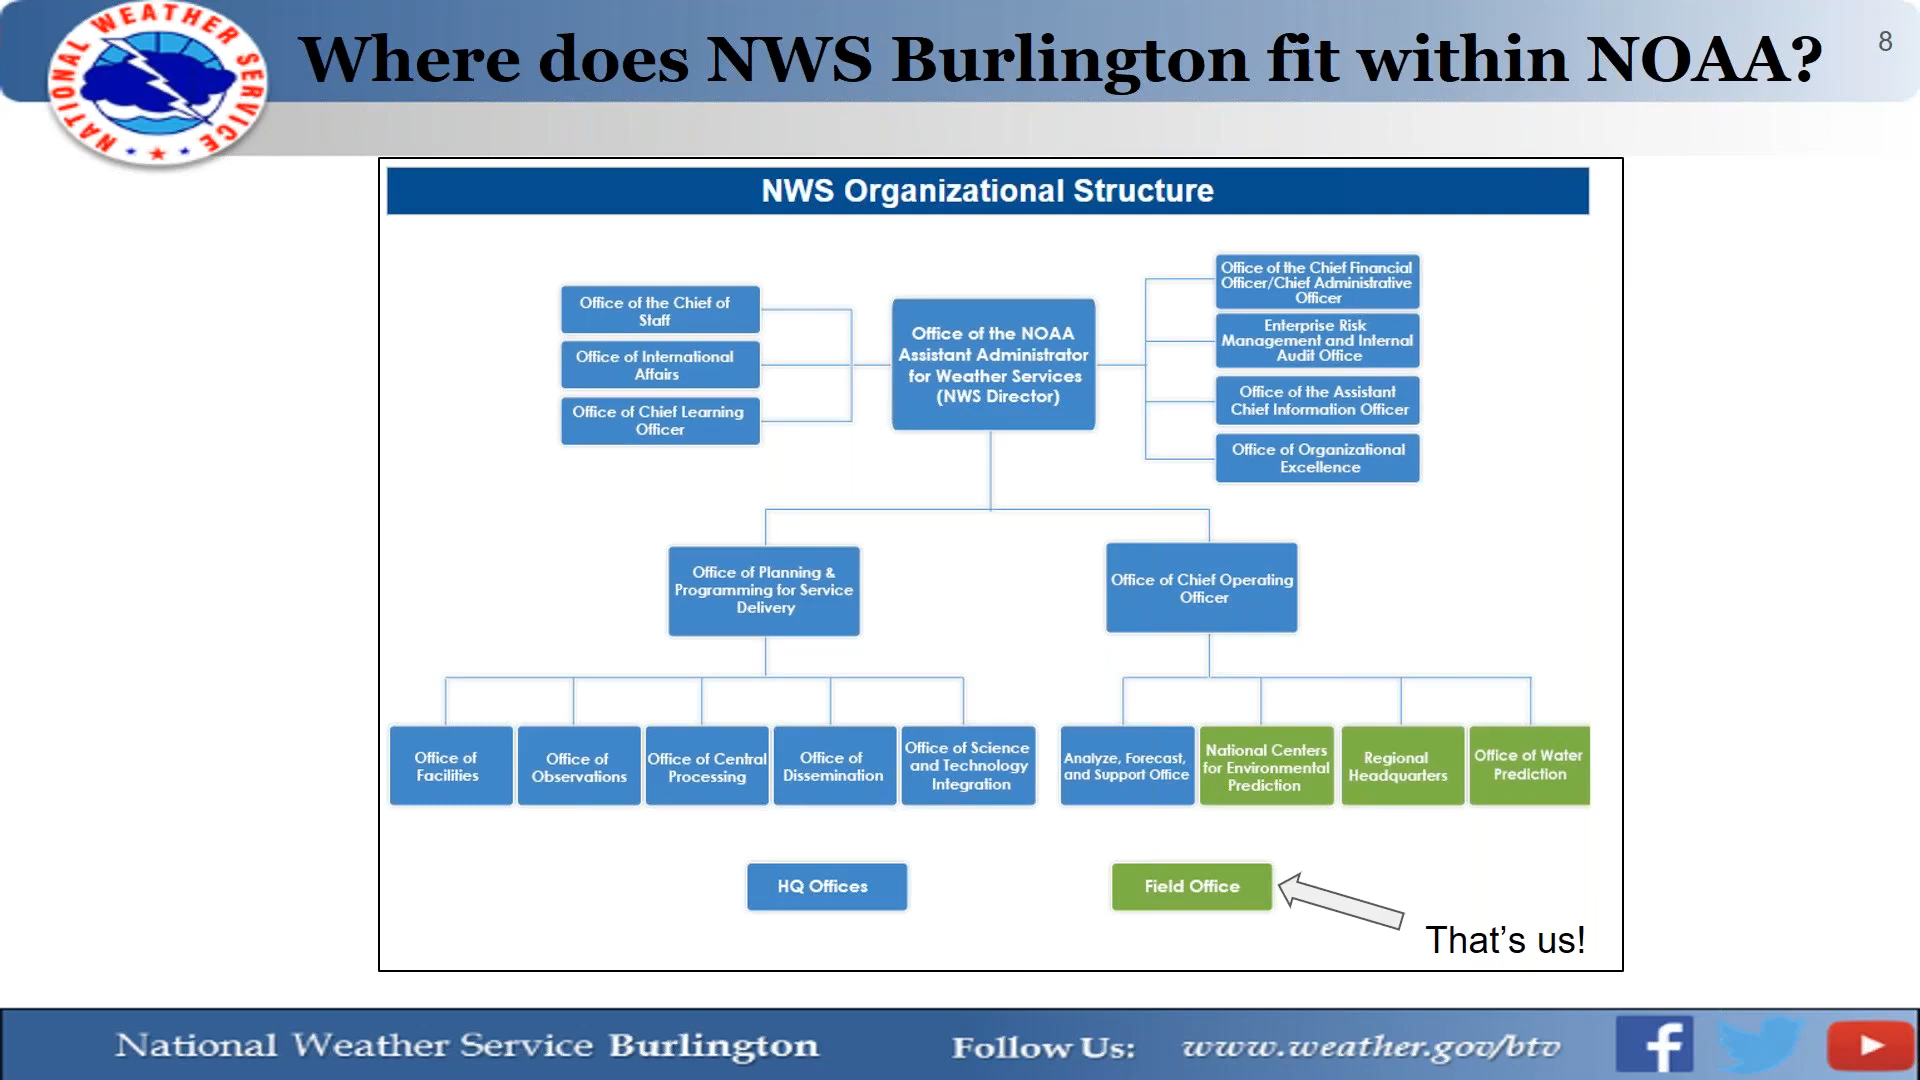 NATIONAL WEATHER SERVICE
Where does NWS Burlington fit within NOAA?
8
NWS Organizational Structure
Office of the Chief of
Staff
Office of International
Affairs
Office of Chief Learning
Officer
Office of the NOAA
Assistant Administrator
for Weather Services
(NWS Director)
Office of the Chief Financial
Officer/Chief Administrative
Officer
Enterprise Risk
Management and Internal
Audit Office
Office of the Assistant
Chief Information Officer
Office of Organizational
Excellence
Office of Planning &
Programming for Service
Delivery
Office of Chief Operating
Officer
Office of
Facilities
Office of
Observations
Office of Central
Processing
Office of
Dissemination
Office of Science
and Technology
Integration
Analyze, Forecast,
and Support Office
National Centers
for Environmental
Prediction
Regional
Headquarters
Office of Water
Prediction
HQ Offices
Field Office
That’s us!
National Weather Service Burlington
Follow Us:
www.weather.gov/btv
f